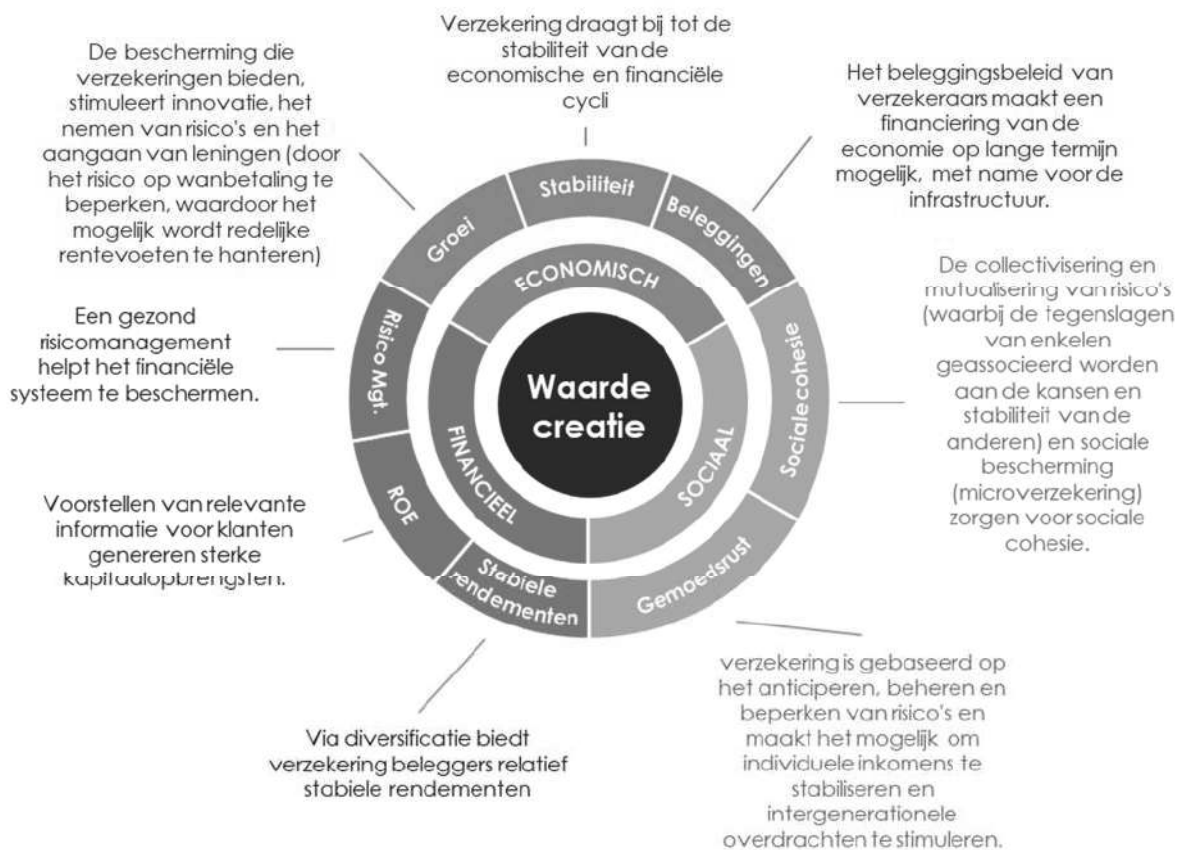 Verzekering draagt bij tot de
stabiliteit van de
economische en financiële
cycli
De bescherming die
verzekeringen bieden,
stimuleert innovatie, het
nemen van risico's en het
aangaan van leningen (door
het risico op wanbetaling te
beperken, waardoor het
mogelijk wordt redelijke
rentevoeten te hanteren)
Het beleggingsbeleid van
verzekeraars maakt een
financiering van de
economie op lange termijn
mogelijk, met name voor de
infrastructuur.
Een gezond
risicomanagement
helpt het financiële
systeem te beschermen.
De collectivisering en
mutualisering van risico's
(waarbij de tegenslagen
van enkelen
geassocieerd worden
aan de kansen en
stabiliteit van de
anderen) en sociale
bescherming
(microverzekering)
zorgen voor sociale
cohesie.
Voorstellen van relevante
informatie voor klanten
genereren sterke
kapitaalopbrengsten.
Via diversificatie biedt
verzekering beleggers relatief
stabiele rendementen
verzekering is gebaseerd op
het anticiperen, beheren en
beperken van risico's en
maakt het mogelijk om
individuele inkomens te
stabiliseren en
intergenerationele
overdrachten te stimuleren.
Groei
Stabiliteit
Beleggingen
Sociale cohesie
Gemoedsrust
Stabiele
rendementen
ROE
Risico Mgt.
ECONOMISCH
SOCIAAL
FINANCIEEL
Waarde
creatie